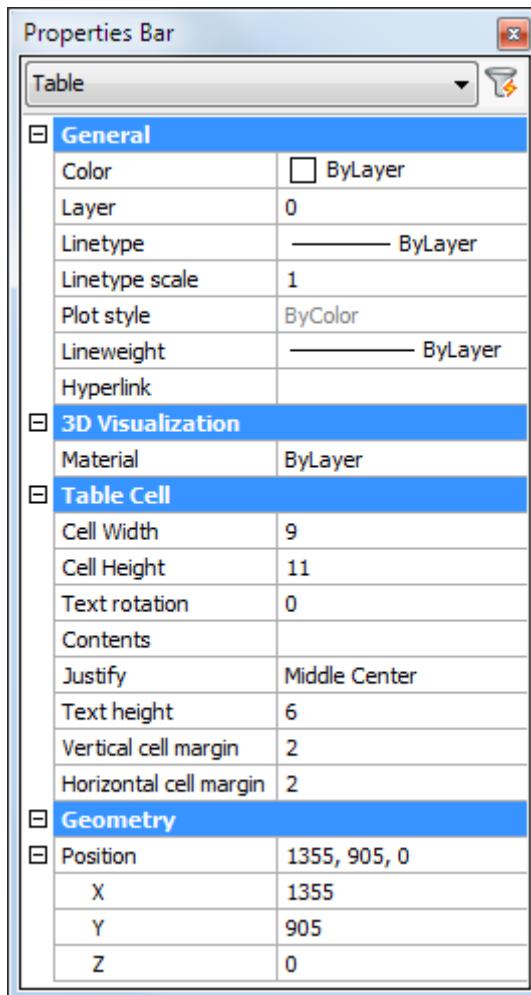 Properties Bar
Table
General
Color ByLayer
Layer 0
Linetype ByLayer
Linetype scale 1
Plot style ByColor
Lineweight ByLayer
Hyperlink
3D Visualization
Material ByLayer
Table Cell
Cell Width 9
Cell Height 11
Text rotation 0
Contents
Justify Middle Center
Text height 6
Vertical cell margin 2
Horizontal cell margin 2
Geometry
Position 1355, 905, 0
X 1355
Y 905
Z 0